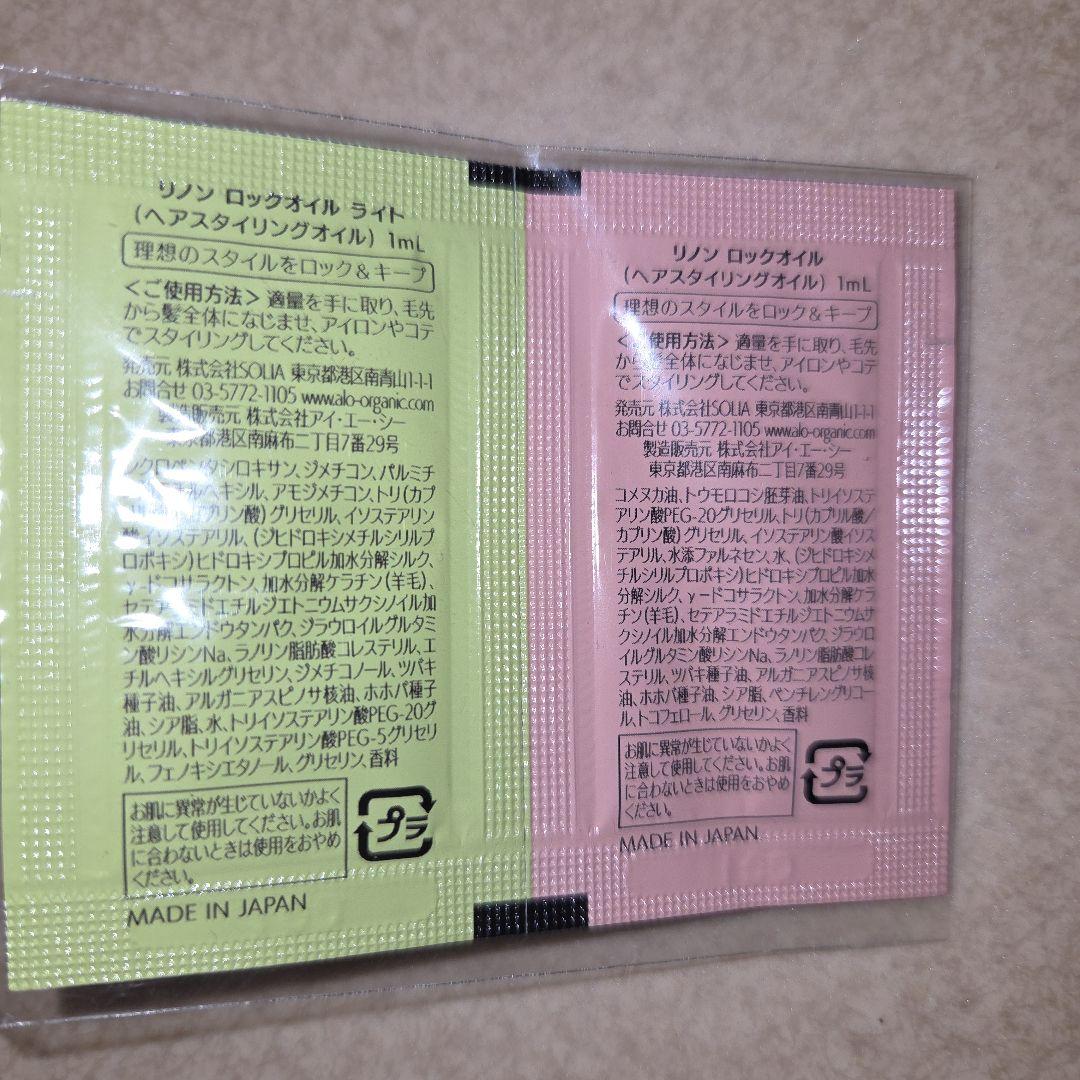 リノン ロックオイル ライト
(ヘアスタイリングオイル) 1mL
理想のスタイルをロック&キープ
<ご使用方法> 適量を手に取り、毛先
から髪全体になじませ、アイロンやコテ
でスタイリングしてください。
発売元 株式会社SOLIA 東京都港区南青山1-1-1
お問合せ 03-5772-1105 www.alo-organic.com
製造販売元 株式会社アイ・エー・シー
東京都港区南麻布二丁目7番29号
シクロペンタシロキサン、ジメチコン、パルミチ
ヘキシル、アモジメチコン、トリ(カプ
プリン酸)グリセリル、イソステアリン
酸イソステアリル、(ジヒドロキシメチルシリルプ
ロポキシ)ヒドロキシプロピル加水分解シルク、
γ-ドコサラクトン、加水分解ケラチン(羊毛)、
セテアラミドエチルジエトニウムサクシノイル加
水分解エンドウタンパク、ジラウロイルグルタミ
ン酸リシンNa、ラノリン脂肪酸コレステリル、エ
チルヘキシルグリセリン、ジメチコノール、ツバキ
種子油、アルガニアスピノサ核油、ホホバ種子
油、シア脂、水、トリイソステアリン酸PEG-20グ
リセリル、トリイソステアリン酸PEG-5グリセリ
ル、フェノキシエタノール、グリセリン、香料
お肌に異常が生じていないかよく
注意して使用してください。お肌
に合わないときは使用をおやめ
ください。
プラ
MADE IN JAPAN
リノン ロックオイル
(ヘアスタイリングオイル) 1mL
理想のスタイルをロック&キープ
<ご使用方法> 適量を手に取り、毛先
から髪全体になじませ、アイロンやコテ
でスタイリングしてください。
発売元 株式会社SOLIA 東京都港区南青山1-1-1
お問合せ 03-5772-1105 www.alo-organic.com
製造販売元 株式会社アイ・エー・シー
東京都港区南麻布二丁目7番29号
コメヌカ油、トウモロコシ胚芽油、トリイソステ
アリン酸PEG-20グリセリル、トリ(カプリル酸/
カプリン酸)グリセリル、イソステアリン酸イソス
テアリル、水添ファルネセン、水、(ジヒドロキシメ
チルシリルプロポキシ)ヒドロキシプロピル加水
分解シルク、γ-ドコサラクトン、加水分解ケラ
チン(羊毛)、セテアラミドエチルジエトニウムサ
クシノイル加水分解エンドウタンパク、ジラウロ
イルグルタミン酸リシンNa、ラノリン脂肪酸コレ
ステリル、ツバキ種子油、アルガニアスピノサ核
油、ホホバ種子油、シア脂、ペンチレングリコー
ル、トコフェロール、グリセリン、香料
お肌に異常が生じていないかよく
注意して使用してください。お肌
に合わないときは使用をおやめ
ください。
プラ
MADE IN JAPAN